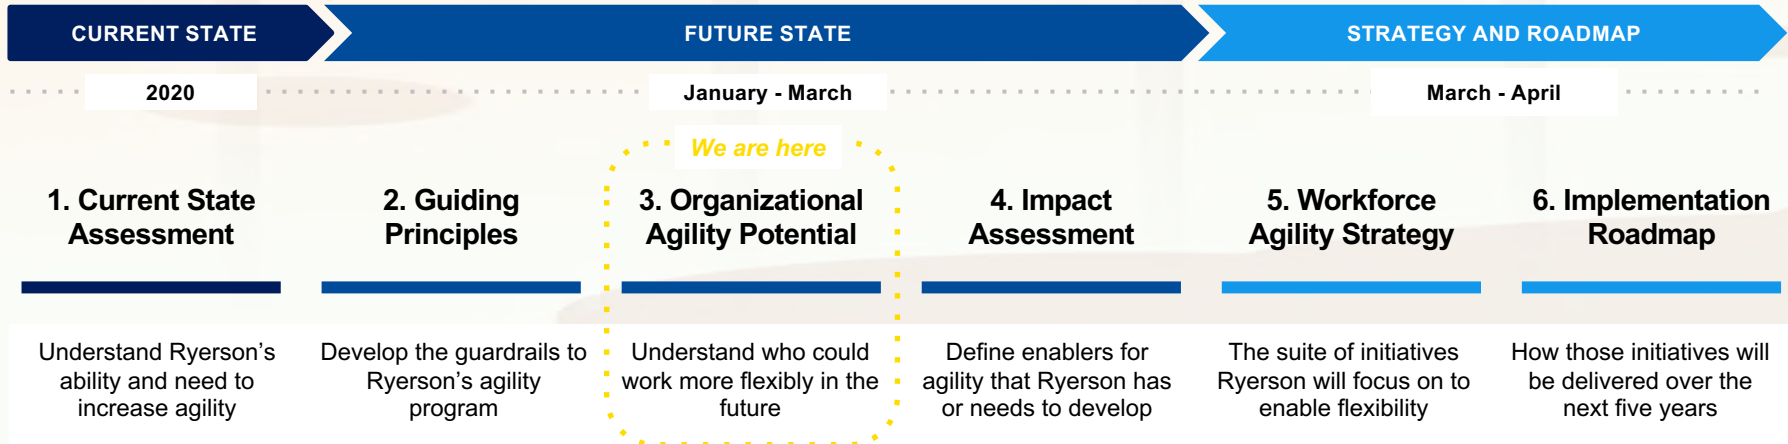 CURRENT STATE
FUTURE STATE
STRATEGY AND ROADMAP
2020
January - March
March - April
We are here
1. Current State
Assessment
2. Guiding
Principles
3. Organizational
Agility Potential
4. Impact
Assessment
5. Workforce
Agility Strategy
6. Implementation
Roadmap
Understand Ryerson’s
ability and need to
increase agility
Develop the guardrails to
Ryerson’s agility
program
Understand who could
work more flexibly in the
future
Define enablers for
agility that Ryerson has
or needs to develop
The suite of initiatives
Ryerson will focus on to
enable flexibility
How those initiatives will
be delivered over the
next five years